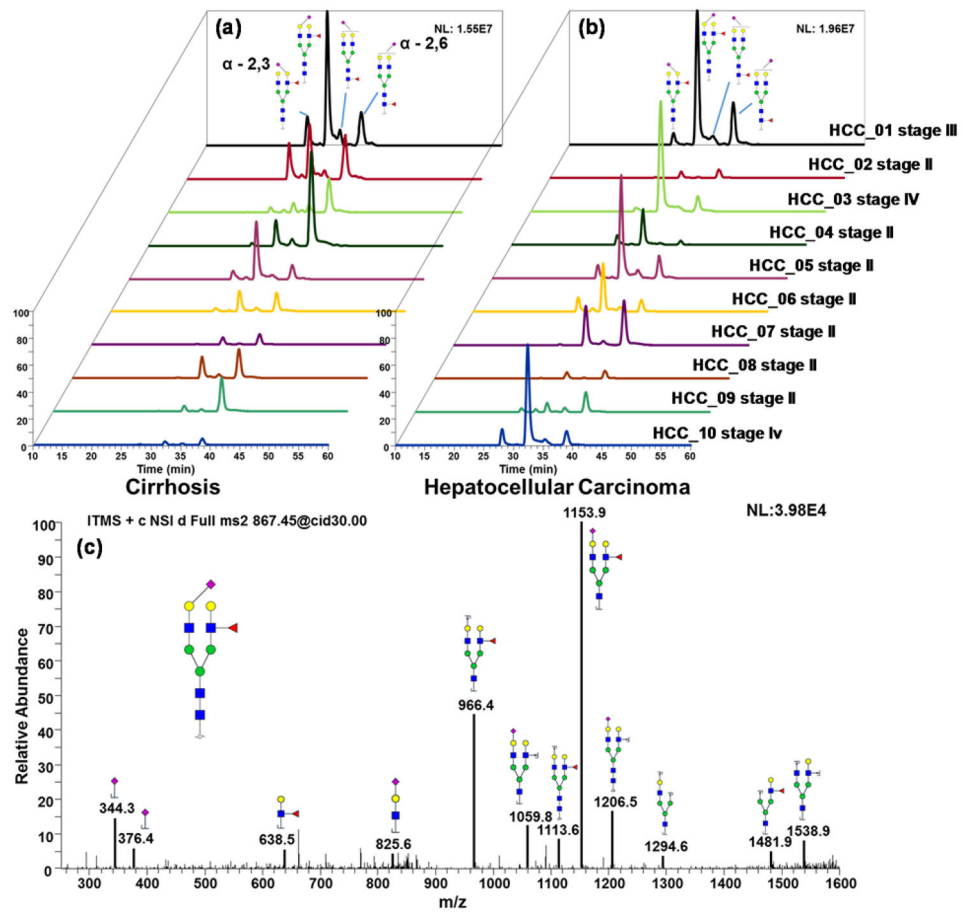 (a)
NL: 1.55E7
α - 2,3
α - 2,6
(b)
NL: 1.96E7
HCC_01 stage III
HCC_02 stage II
HCC_03 stage IV
HCC_04 stage II
HCC_05 stage II
HCC_06 stage II
HCC_07 stage II
HCC_08 stage II
HCC_09 stage II
HCC_10 stage Iv
100
80
60
40
20
0
10 15 20 25 30 35 40 45 50 55 60
Time (min)
Cirrhosis
100
80
60
40
20
0
10 15 20 25 30 35 40 45 50 55 60
Time (min)
Hepatocellular Carcinoma
ITMS + c NSI d Full ms2 867.45@cid30.00
NL:3.98E4
(c)
Relative Abundance
100
90
80
70
60
50
40
30
20
10
0
344.3
376.4
638.5
825.6
966.4
1059.8
1113.6
1153.9
1206.5
1294.6
1481.9
1538.9
300 400 500 600 700 800 900 1000 1100 1200 1300 1400 1500 1600
m/z